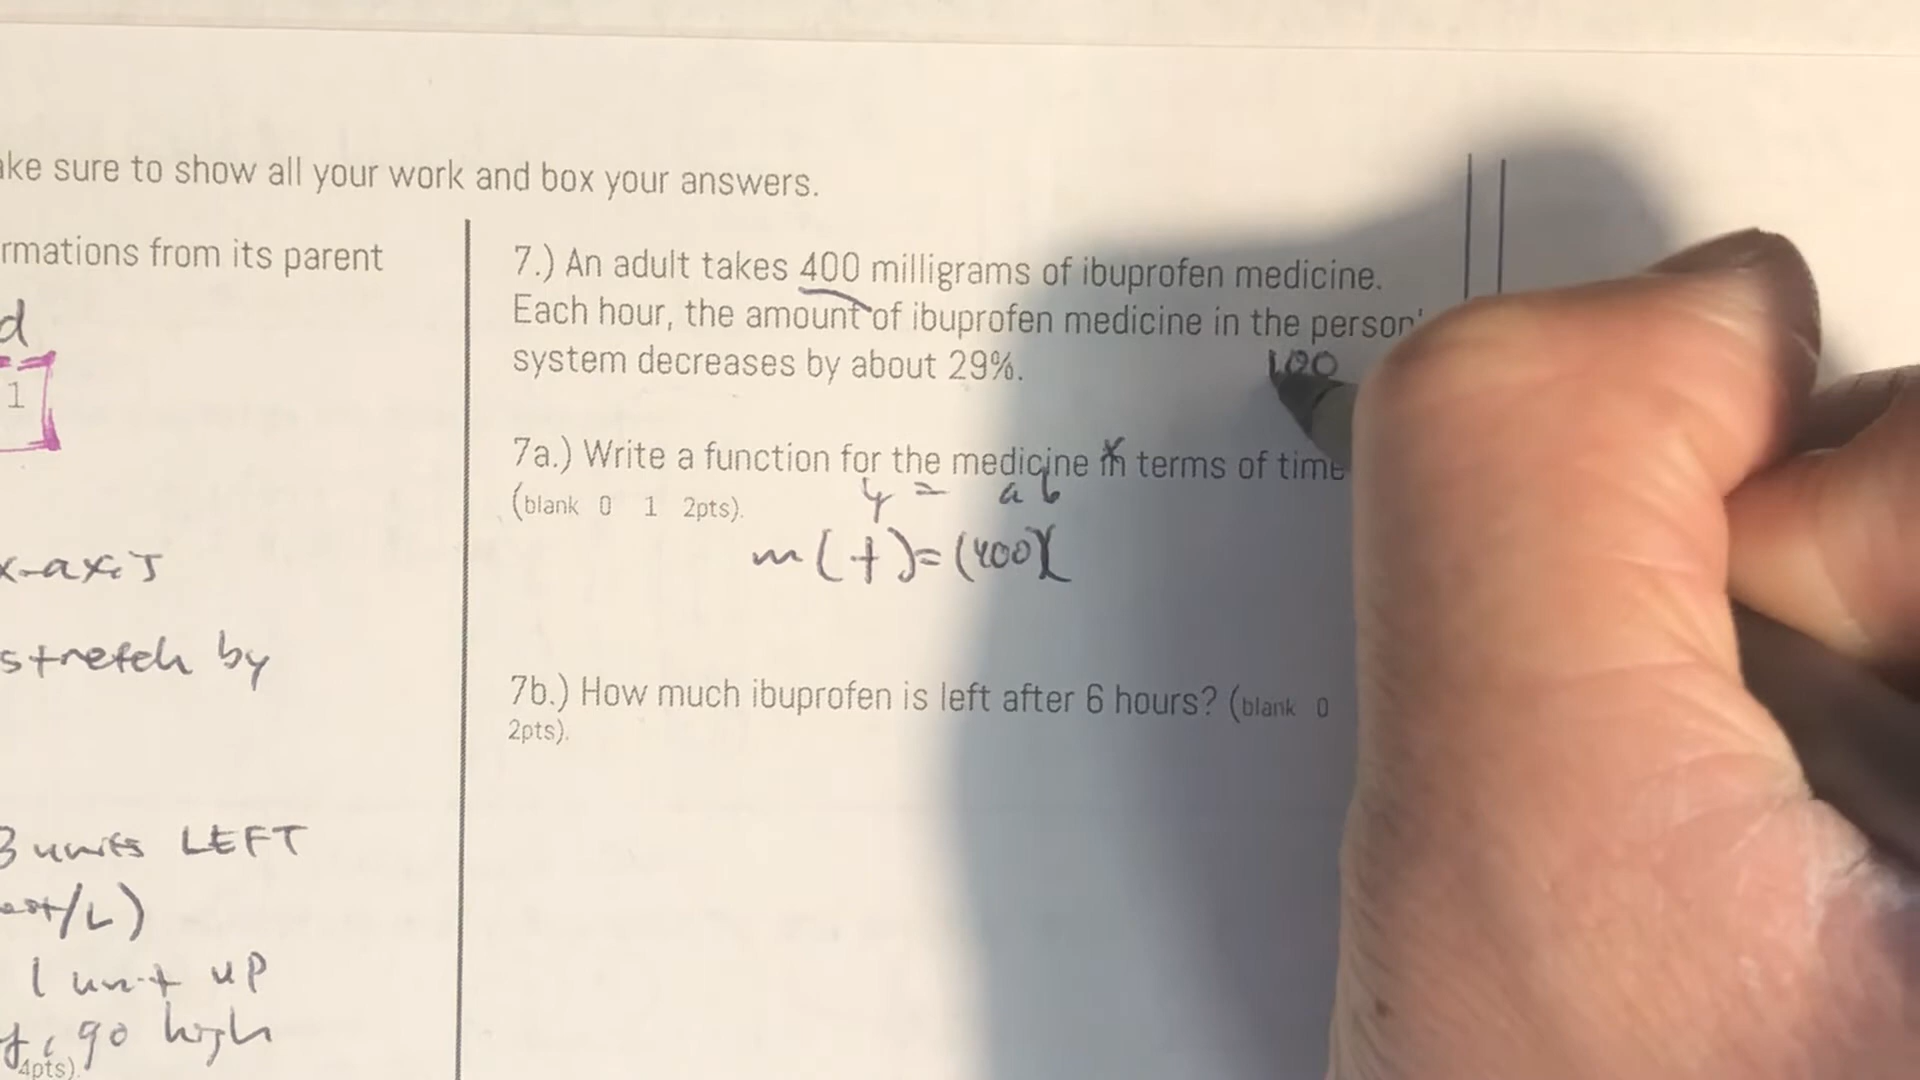 ake sure to show all your work and box your answers.
rmations from its parent
d
1
x-axis
stretch by
3 units LEFT
1 unit up
go high
4pts).
7.) An adult takes 400 milligrams of ibuprofen medicine.
Each hour, the amount of ibuprofen medicine in the person'
system decreases by about 29%.
100
7a.) Write a function for the medicine in terms of time
x
y = ab
(blank 0 1 2pts).
m(t)=(400)(
7b.) How much ibuprofen is left after 6 hours? (blank 0
2pts).